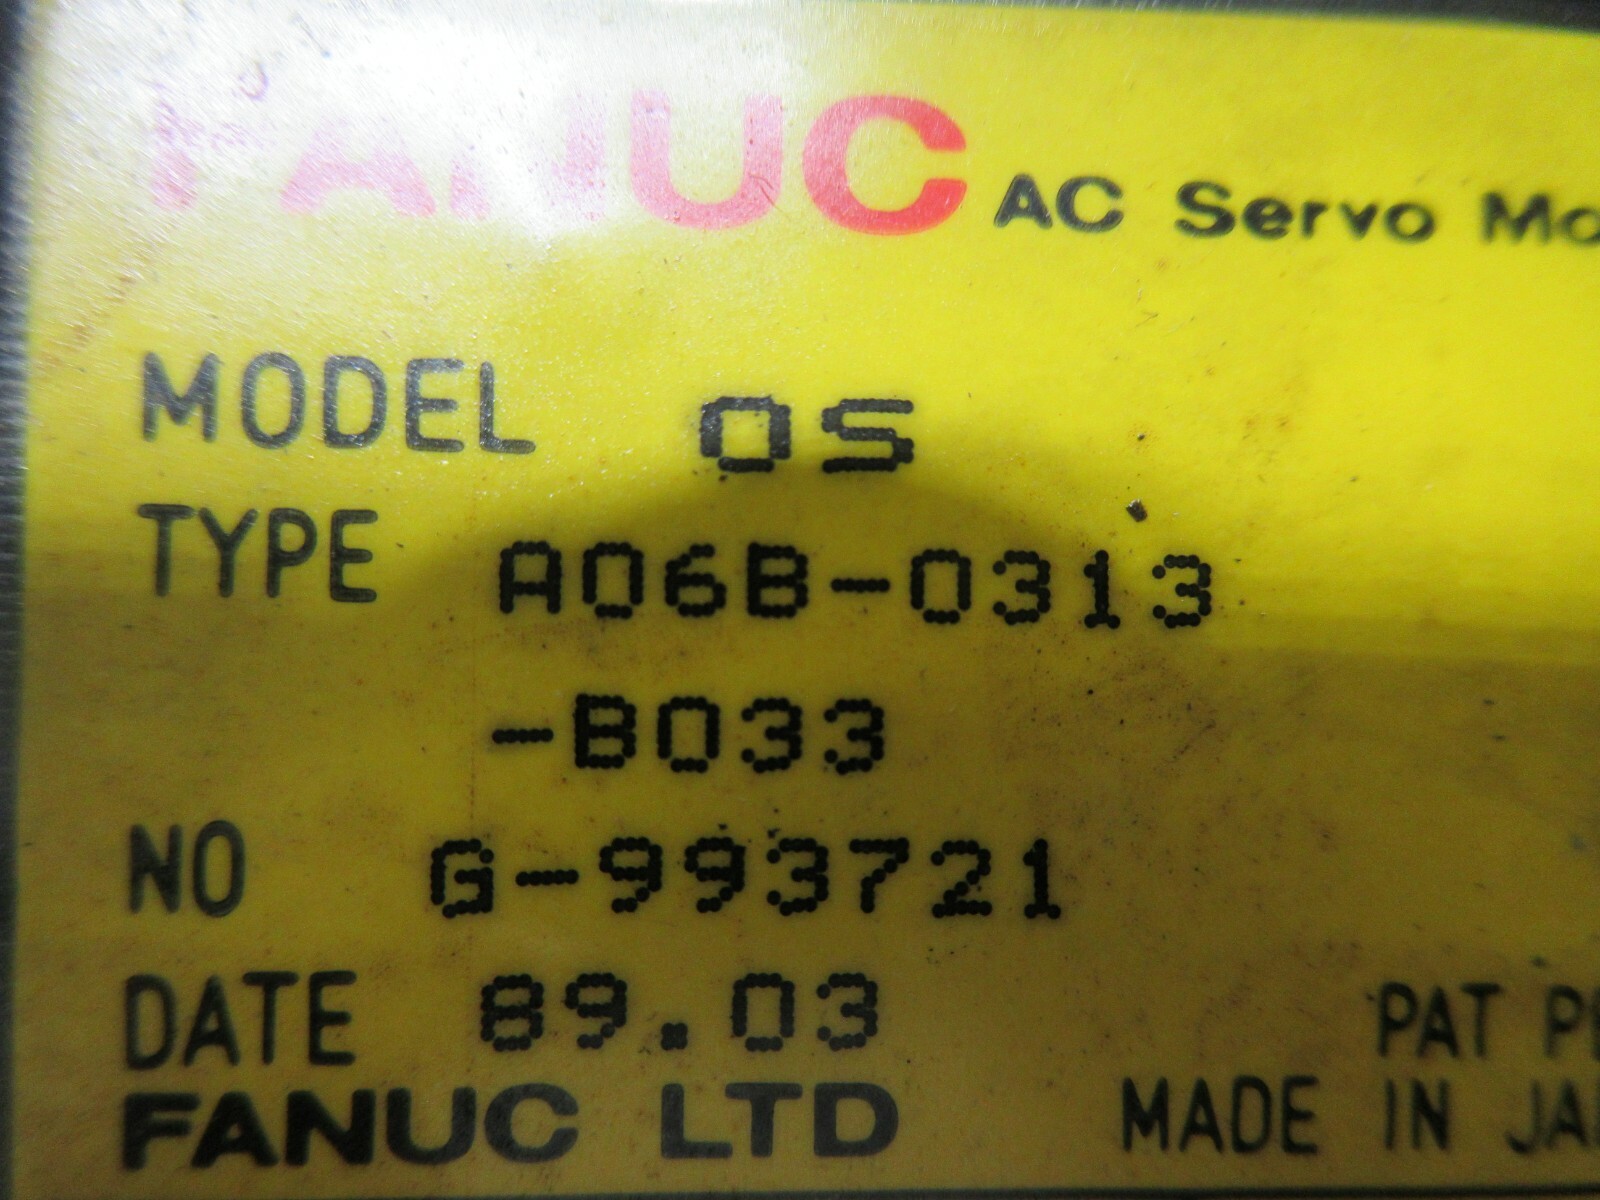 FANUC AC Servo Mo
MODEL 0S
TYPE A06B-0313
-B033
NO G-993721
DATE 89.03
PAT PE
FANUC LTD MADE IN JA